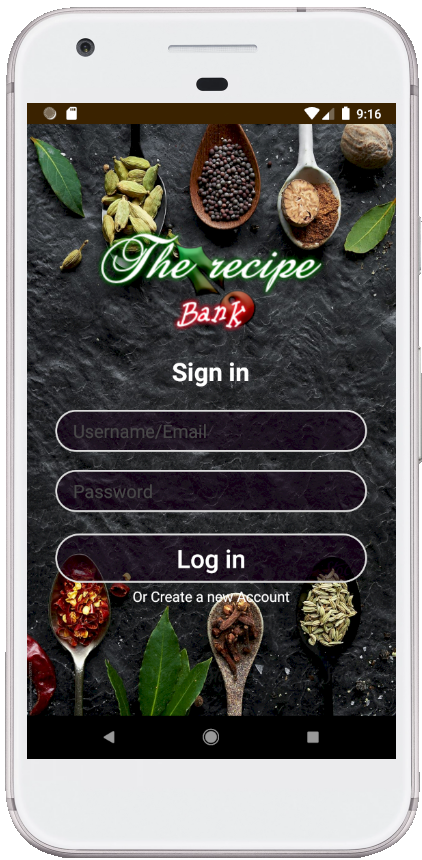 9:16
The recipe
Bank
Sign in
Username/Email
Password
Log in
Or Create a new Account